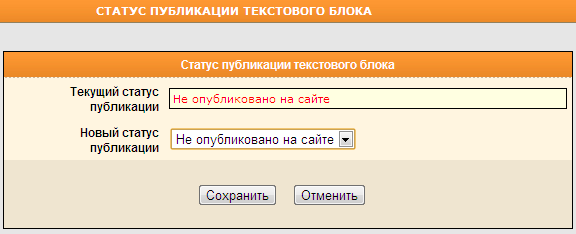 СТАТУС ПУБЛИКАЦИИ ТЕКСТОВОГО БЛОКА
Статус публикации текстового блока
Текущий статус
публикации
Не опубликовано на сайте
Новый статус
публикации
Не опубликовано на сайте
Сохранить Отменить